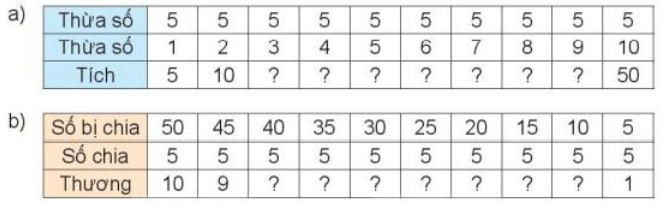 a)
Thừa số 5 5 5 5 5 5 5 5 5 5
Thừa số 1 2 3 4 5 6 7 8 9 10
Tích 5 10 ? ? ? ? ? ? ? 50
b)
Số bị chia 50 45 40 35 30 25 20 15 10 5
Số chia 5 5 5 5 5 5 5 5 5 5
Thương 10 9 ? ? ? ? ? ? ? 1